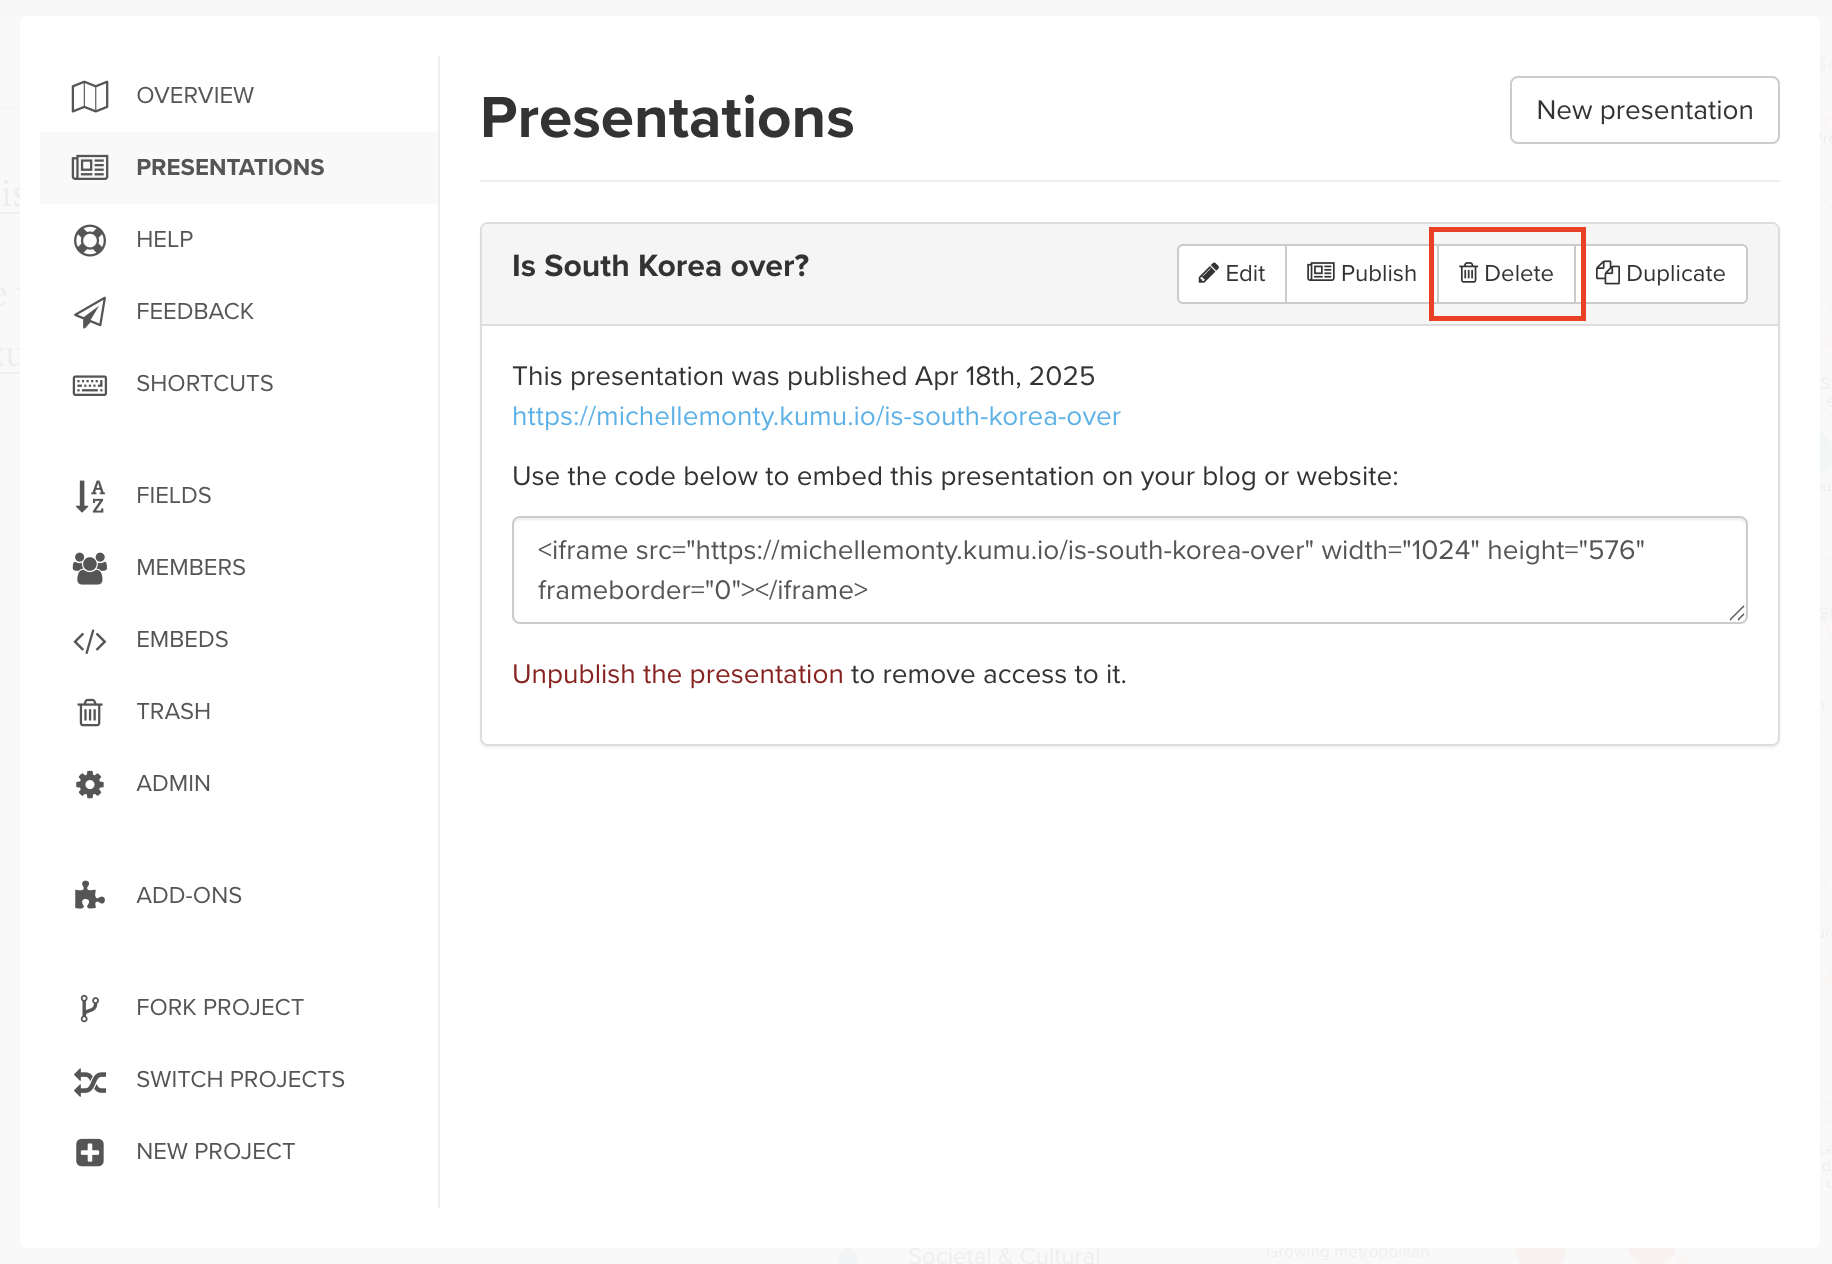 OVERVIEW
PRESENTATIONS
HELP
FEEDBACK
SHORTCUTS
FIELDS
MEMBERS
EMBEDS
TRASH
ADMIN
ADD-ONS
FORK PROJECT
SWITCH PROJECTS
NEW PROJECT
Presentations
New presentation
Is South Korea over?
Edit
Publish
Delete
Duplicate
This presentation was published Apr 18th, 2025
https://michellemonty.kumu.io/is-south-korea-over
Use the code below to embed this presentation on your blog or website:
<iframe src="https://michellemonty.kumu.io/is-south-korea-over" width="1024" height="576"
frameborder="0"></iframe>
Unpublish the presentation to remove access to it.
Societal & Cultural
Growing metropolitan